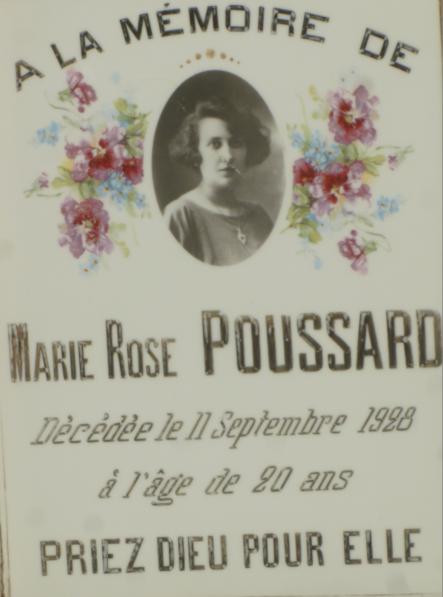 A LA MÉMOIRE DE
MARIE ROSE POUSSARD
Décédée le 11 Septembre 1928
à l'âge de 20 ans
PRIEZ DIEU POUR ELLE